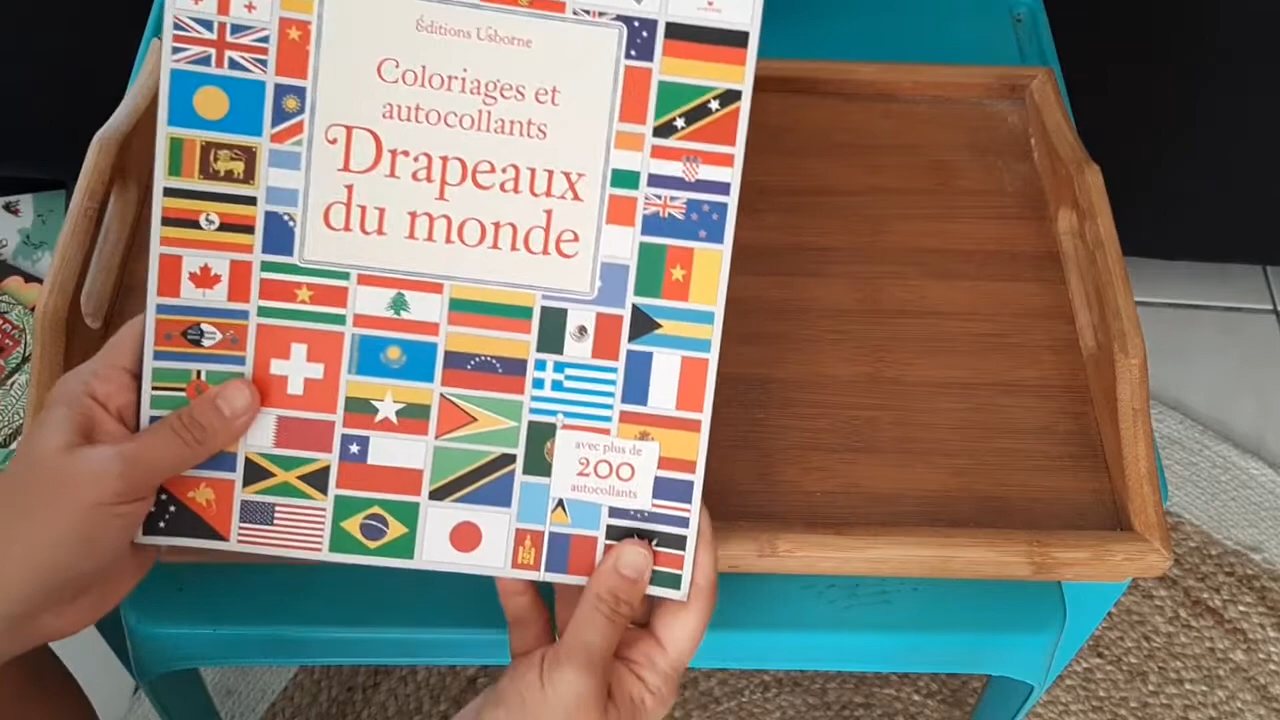 Éditions Usborne
Coloriages et
autocollants
Drapeaux
du monde
avec plus de
200
autocollants